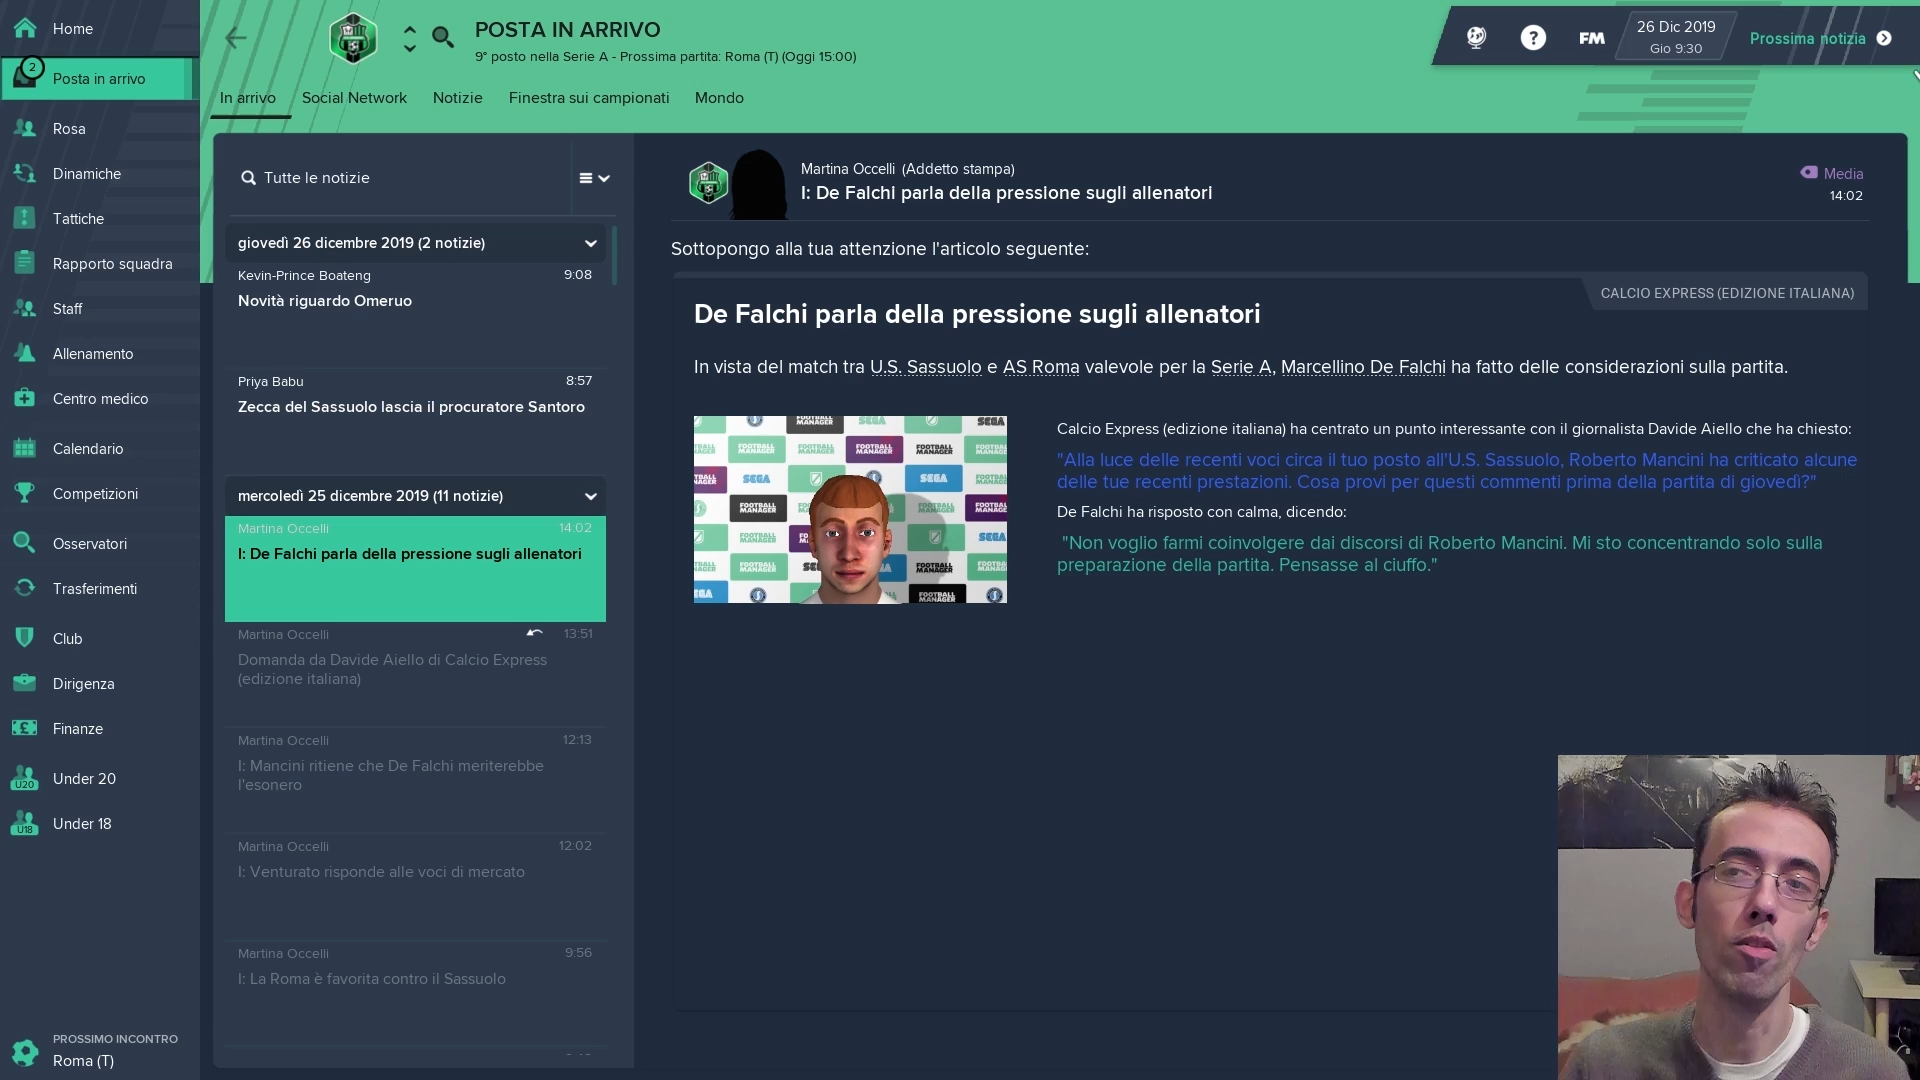 Home
2
Posta in arrivo
Rosa
Dinamiche
Tattiche
Rapporto squadra
Staff
Allenamento
Centro medico
Calendario
Competizioni
Osservatori
Trasferimenti
Club
Dirigenza
Finanze
U20
Under 20
U18
Under 18
PROSSIMO INCONTRO
Roma (T)
POSTA IN ARRIVO
9° posto nella Serie A - Prossima partita: Roma (T) (Oggi 15:00)
FM
26 Dic 2019
Gio 9:30
Prossima notizia
In arrivo
Social Network
Notizie
Finestra sui campionati
Mondo
Tutte le notizie
giovedì 26 dicembre 2019 (2 notizie)
Kevin-Prince Boateng 9:08
Novità riguardo Omeruo
Priya Babu 8:57
Zecca del Sassuolo lascia il procuratore Santoro
mercoledì 25 dicembre 2019 (11 notizie)
Martina Occelli 14:02
I: De Falchi parla della pressione sugli allenatori
Martina Occelli 13:51
Domanda da Davide Aiello di Calcio Express
(edizione italiana)
Martina Occelli 12:13
I: Mancini ritiene che De Falchi meriterebbe
l'esonero
Martina Occelli 12:02
I: Venturato risponde alle voci di mercato
Martina Occelli 9:56
I: La Roma è favorita contro il Sassuolo
Martina Occelli (Addetto stampa)
I: De Falchi parla della pressione sugli allenatori
Media
14:02
Sottopongo alla tua attenzione l'articolo seguente:
CALCIO EXPRESS (EDIZIONE ITALIANA)
De Falchi parla della pressione sugli allenatori
In vista del match tra U.S. Sassuolo e AS Roma valevole per la Serie A, Marcellino De Falchi ha fatto delle considerazioni sulla partita.
FOOTBALL MANAGER
SEGA
Calcio Express (edizione italiana) ha centrato un punto interessante con il giornalista Davide Aiello che ha chiesto:
"Alla luce delle recenti voci circa il tuo posto all'U.S. Sassuolo, Roberto Mancini ha criticato alcune
delle tue recenti prestazioni. Cosa provi per questi commenti prima della partita di giovedì?"
De Falchi ha risposto con calma, dicendo:
"Non voglio farmi coinvolgere dai discorsi di Roberto Mancini. Mi sto concentrando solo sulla
preparazione della partita. Pensasse al ciuffo."